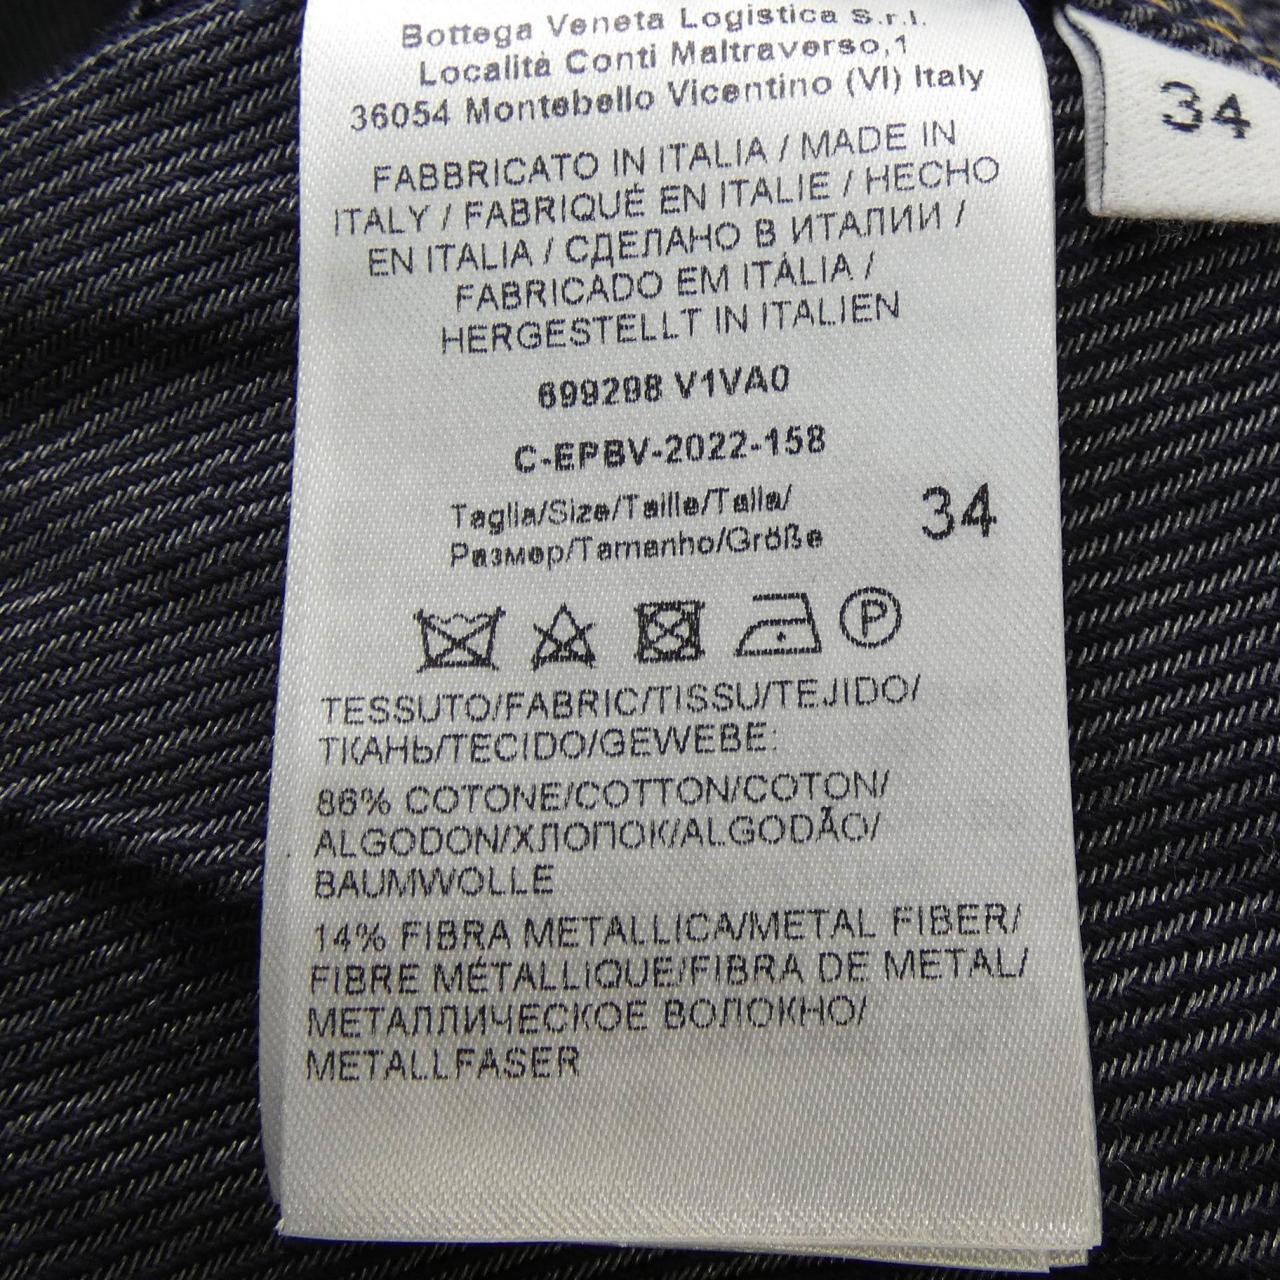 Bottega Veneta Logistica s.r.l.
Località Conti Maltraverso,1
36054 Montebello Vicentino (VI) Italy
FABBRICATO IN ITALIA / MADE IN
ITALY / FABRIQUÉ EN ITALIE / HECHO
EN ITALIA / СДЕЛАНО В ИТАЛИИ /
FABRICADO EM ITÁLIA /
HERGESTELLT IN ITALIEN
699298 V1VA0
C-EPBV-2022-158
Taglia/Size/Taille/Talla/
Размер/Tamanho/Größe
34
P
TESSUTO/FABRIC/TISSU/TEJIDO/
ТКАНЬ/TECIDO/GEWEBE:
86% COTONE/COTTON/COTON/
ALGODON/ХЛОПОК/ALGODÃO/
BAUMWOLLE
14% FIBRA METALLICA/METAL FIBER/
FIBRE MÉTALLIQUE/FIBRA DE METAL/
МЕТАЛЛИЧЕСКОЕ ВОЛОКНО/
METALLFASER
34